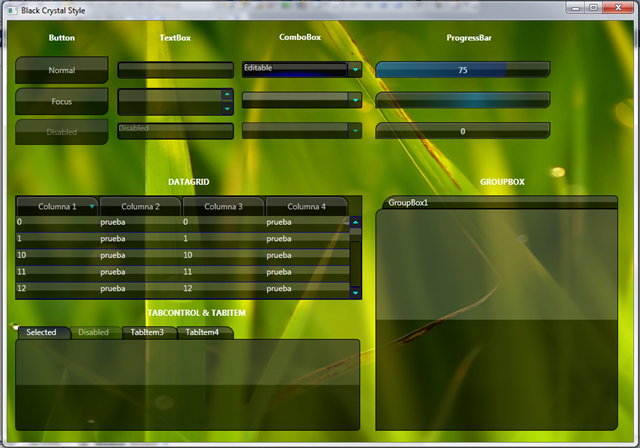 Black Crystal Style
Button TextBox ComboBox ProgressBar
Normal Editable 75
Focus
Disabled Disabled 0
DATAGRID GROUPBOX
Columna 1 Columna 2 Columna 3 Columna 4 GroupBox1
0 prueba 0 prueba
1 prueba 1 prueba
10 prueba 10 prueba
11 prueba 11 prueba
12 prueba 12 prueba
TABCONTROL & TABITEM
Selected Disabled TabItem3 TabItem4